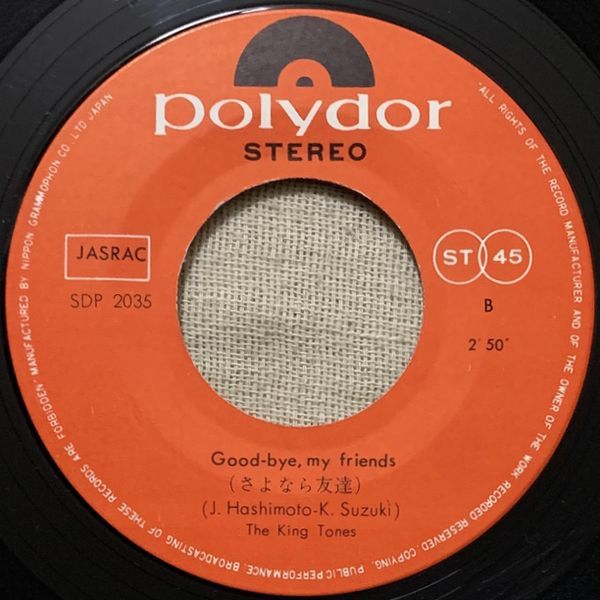 polydor
STEREO
JASRAC
SDP 2035
ST 45
B
2' 50"
Good-bye, my friends
(さよなら友達)
(J. Hashimoto-K. Suzuki)
The King Tones
"ALL RIGHTS OF THE RECORD MANUFACTURER AND OF THE OWNER OF THE WORK RECORDED RESERVED. COPYING, PUBLIC PERFORMANCE, BROADCASTING OF THESE RECORDS ARE FORBIDDEN" MANUFACTURED BY NIPPON GRAMMOPHON CO., LTD JAPAN